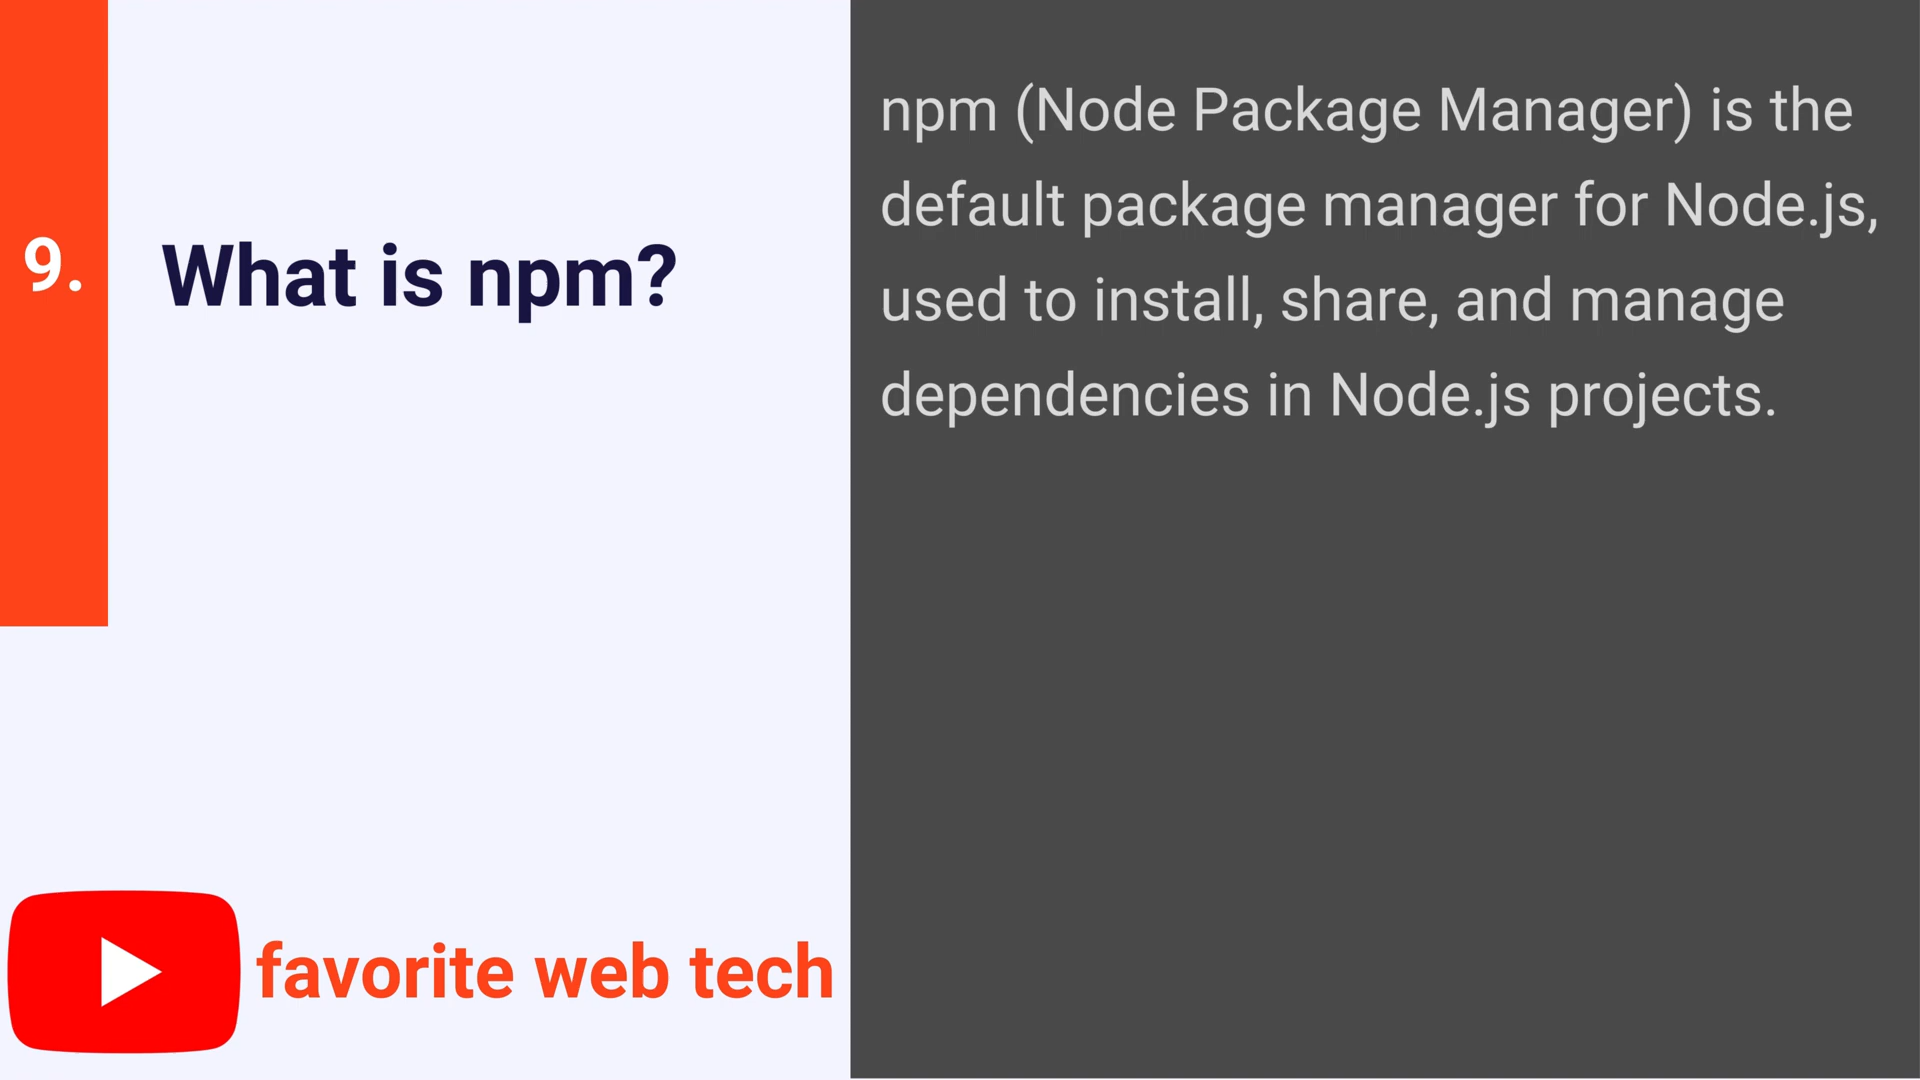 9.
What is npm?
npm (Node Package Manager) is the
default package manager for Node.js,
used to install, share, and manage
dependencies in Node.js projects.
favorite web tech